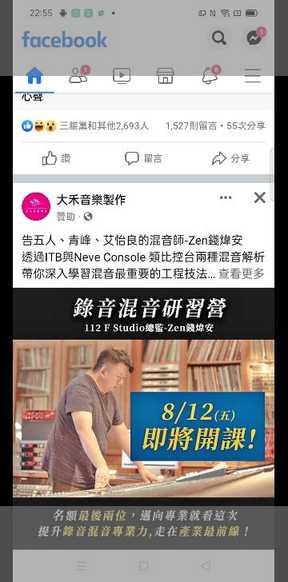 22:55
facebook
心聲
三越業和其他2,693人 1,527則留言・55次分享
讚 留言 分享
大禾音樂製作
贊助・
告五人、青峰、艾怡良的混音師-Zen錢煒安
透過ITB與Neve Console 類比控台兩種混音解析
帶你深入學習混音最重要的工程技法... 查看更多
錄音混音研習營
112 F Studio總監-Zen錢煒安
8/12(五)
即將開課!
名額最後兩位，邁向專業就看這次
提升錄音混音專業力,走在產業最前線！